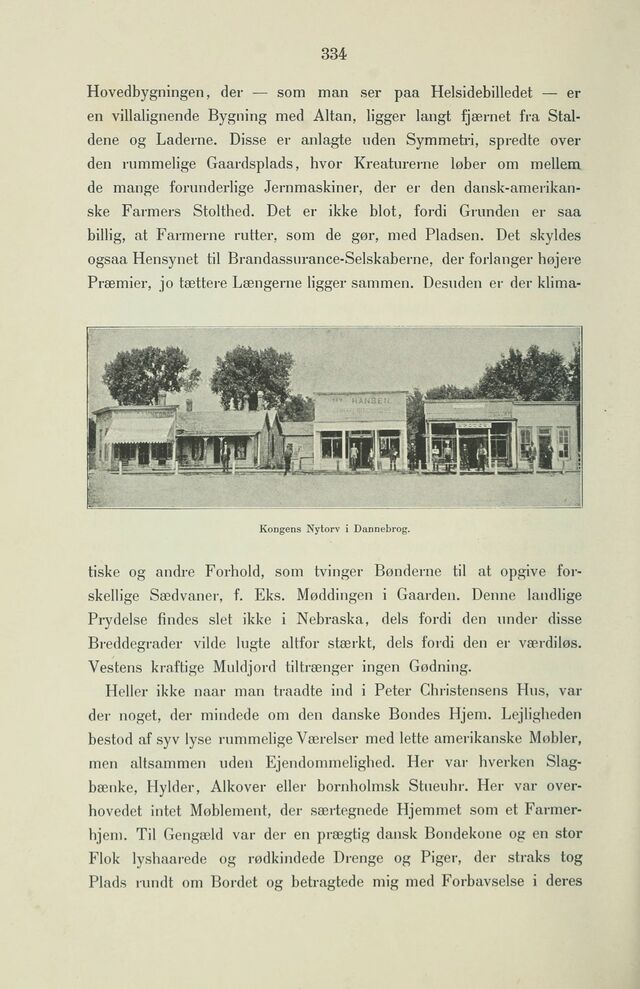 334
Hovedbygningen, der — som man ser paa Helsidebilledet — er
en villalignende Bygning med Altan, ligger langt fjærnet fra Stal-
dene og Laderne. Disse er anlagte uden Symmetri, spredte over
den rummelige Gaardsplads, hvor Kreaturerne løber om mellem
de mange forunderlige Jernmaskiner, der er den dansk-amerikan-
ske Farmers Stolthed. Det er ikke blot, fordi Grunden er saa
billig, at Farmerne rutter, som de gør, med Pladsen. Det skyldes
ogsaa Hensynet til Brandassurance-Selskaberne, der forlanger højere
Præmier, jo tættere Længerne ligger sammen. Desuden er der klima-
HANSEN
Kongens Nytorv i Dannebrog.
tiske og andre Forhold, som tvinger Bønderne til at opgive for-
skellige Sædvaner, f. Eks. Møddingen i Gaarden. Denne landlige
Prydelse findes slet ikke i Nebraska, dels fordi den under disse
Breddegrader vilde lugte altfor stærkt, dels fordi den er værdiløs.
Vestens kraftige Muldjord tiltrænger ingen Gødning.
Heller ikke naar man traadte ind i Peter Christensens Hus, var
der noget, der mindede om den danske Bondes Hjem. Lejligheden
bestod af syv lyse rummelige Værelser med lette amerikanske Møbler,
men altsammen uden Ejendommelighed. Her var hverken Slag-
bænke, Hylder, Alkover eller bornholmsk Stueuhr. Her var over-
hovedet intet Møblement, der særtegnede Hjemmet som et Farmer-
hjem. Til Gengæld var der en prægtig dansk Bondekone og en stor
Flok lyshaarede og rødkindede Drenge og Piger, der straks tog
Plads rundt om Bordet og betragtede mig med Forbavselse i deres